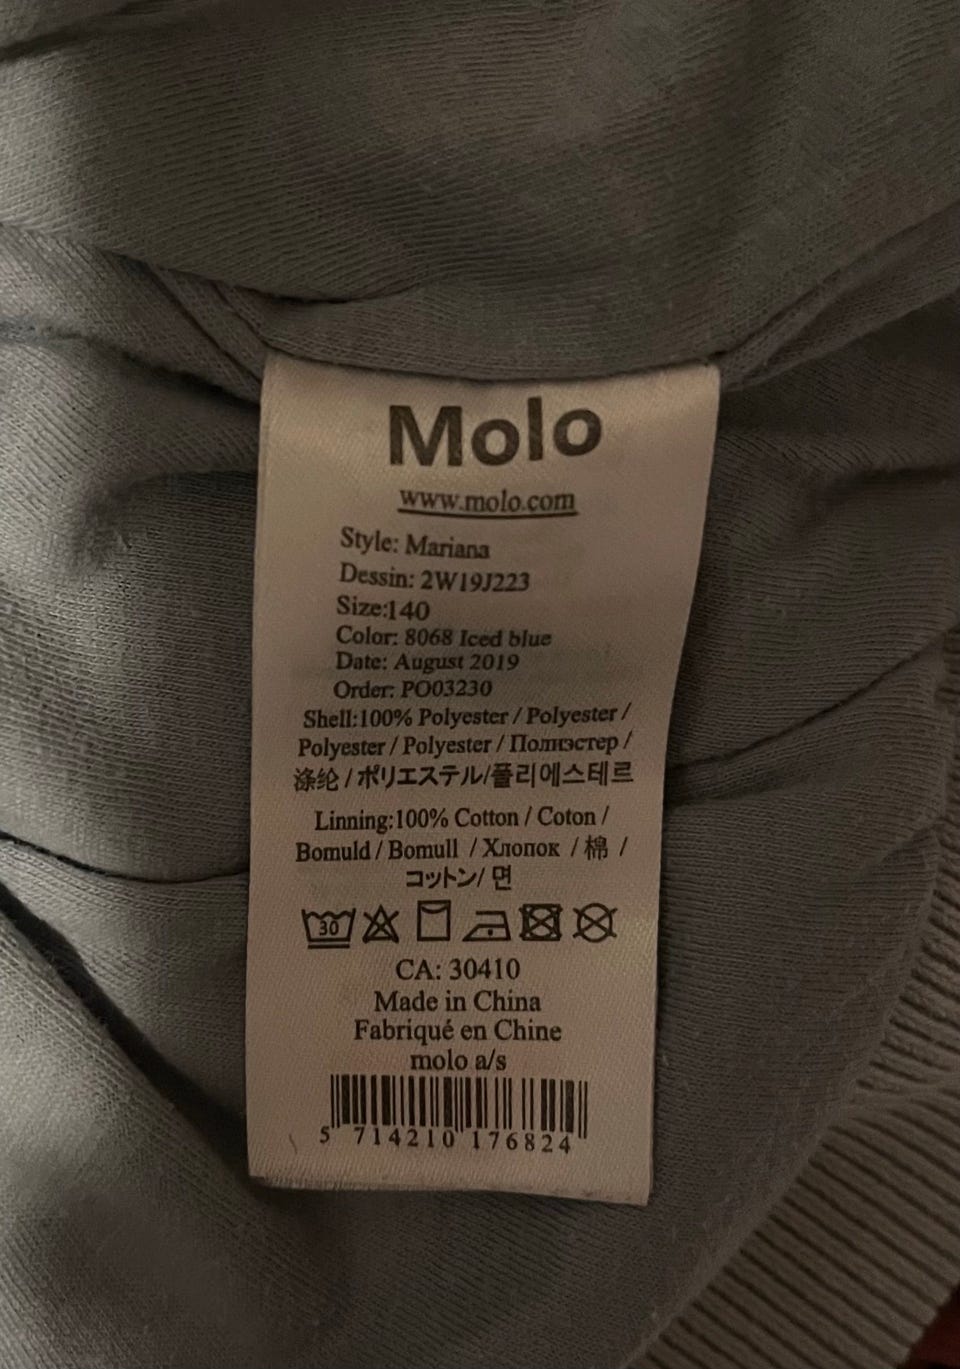 Molo
www.molo.com
Style: Mariana
Dessin: 2W19J223
Size:140
Color: 8068 Iced blue
Date: August 2019
Order: PO03230
Shell:100% Polyester / Polyester /
Polyester / Polyester / Полиэстер /
涤纶 / ポリエステル/폴리에스테르
Linning:100% Cotton / Coton /
Bomuld / Bomull / Хлопок / 棉 /
コットン/ 면
30
CA: 30410
Made in China
Fabriqué en Chine
molo a/s
5 714210 176824